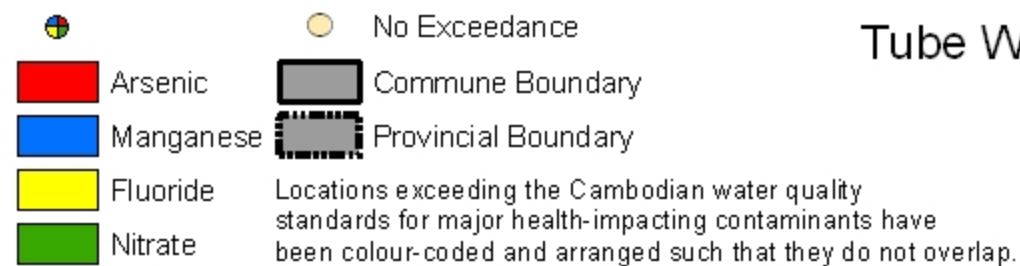 No Exceedance
Tube W
Arsenic
Commune Boundary
Manganese
Provincial Boundary
Fluoride
Nitrate
Locations exceeding the Cambodian water quality
standards for major health-impacting contaminants have
been colour-coded and arranged such that they do not overlap.